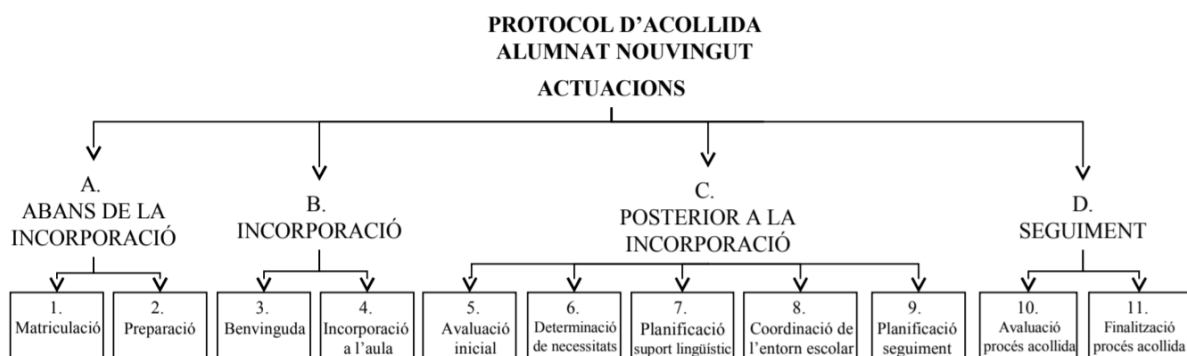 PROTOCOL D'ACOLLIDA
ALUMNAT NOUVINGUT
ACTUACIONS
A.
ABANS DE LA
INCORPORACIÓ
B.
INCORPORACIÓ
C.
POSTERIOR A LA
INCORPORACIÓ
D.
SEGUIMENT
1.
Matriculació
2.
Preparació
3.
Benvinguda
4.
Incorporació
a l'aula
5.
Avaluació
inicial
6.
Determinació
de necessitats
7.
Planificació
suport lingüístic
8.
Coordinació de
l'entorn escolar
9.
Planificació
seguiment
10.
Avaluació
procés acollida
11.
Finalització
procés acollida